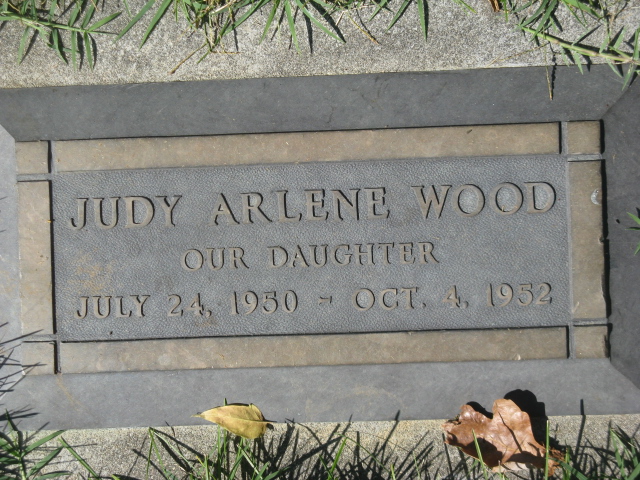 JUDY ARLENE WOOD
OUR DAUGHTER
JULY 24, 1950 - OCT. 4, 1952